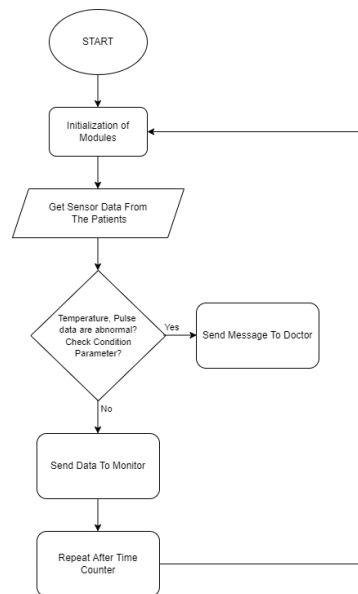 START
Initialization of
Modules
Get Sensor Data From
The Patients
Temperature, Pulse
data are abnormal?
Check Condition
Parameter?
Yes
Send Message To Doctor
No
Send Data To Monitor
Repeat After Time
Counter